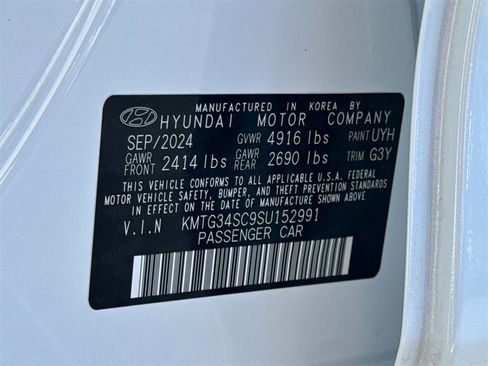 MANUFACTURED IN KOREA BY
HYUNDAI MOTOR COMPANY
SEP/2024 GVWR 4916 lbs PAINT UYH
GAWR FRONT 2414 lbs GAWR REAR 2690 lbs TRIM G3Y
THIS VEHICLE CONFORMS TO ALL APPLICABLE U.S. FEDERAL
MOTOR VEHICLE SAFETY, BUMPER, AND THEFT PREVENTION
STANDARDS IN EFFECT ON THE DATE OF MANUFACTURE SHOWN ABOVE
V.I.N KMTG34SC9SU152991
PASSENGER CAR